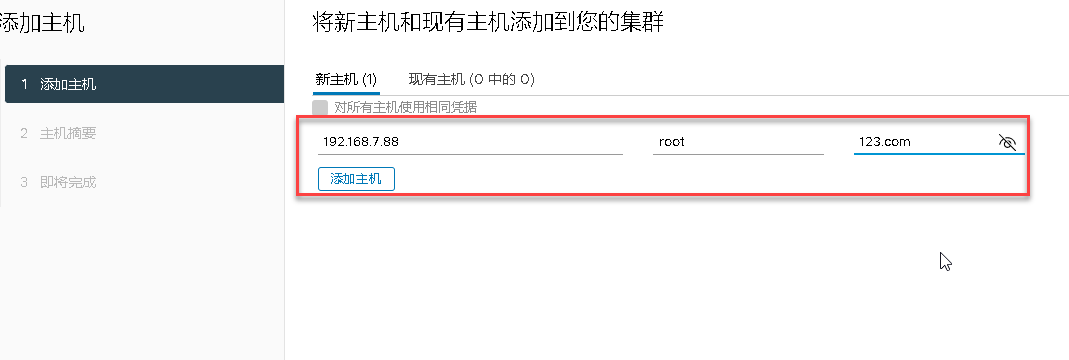 添加主机
1 添加主机
2 主机摘要
3 即将完成
将新主机和现有主机添加到您的集群
新主机 (1) 现有主机 (0 中的 0)
对所有主机使用相同凭据
192.168.7.88 root 123.com
添加主机